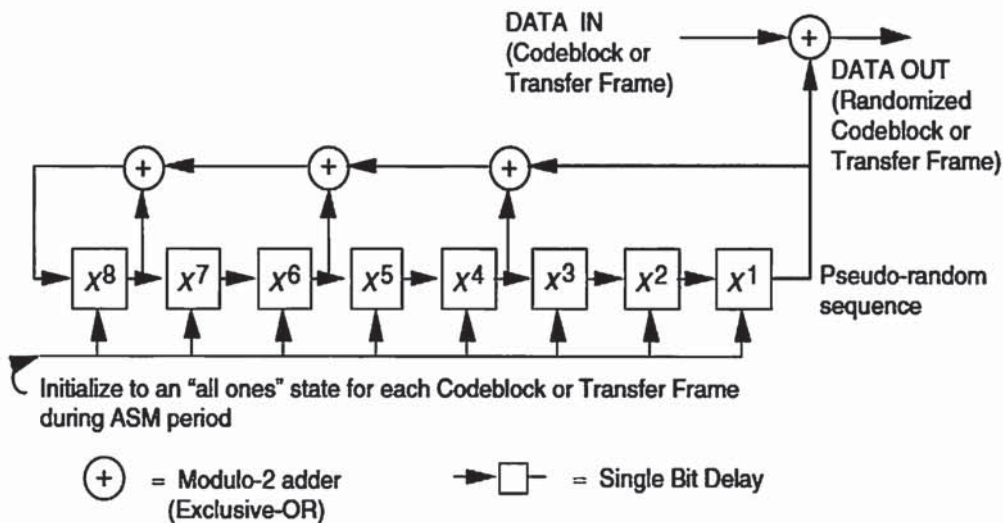 DATA IN
(Codeblock or
Transfer Frame)
+
DATA OUT
(Randomized
Codeblock or
Transfer Frame)
+
+
+
X⁸
X⁷
X⁶
X⁵
X⁴
X³
X²
X¹
Pseudo-random
sequence
Initialize to an "all ones" state for each Codeblock or Transfer Frame
during ASM period
+ = Modulo-2 adder
(Exclusive-OR)
= Single Bit Delay